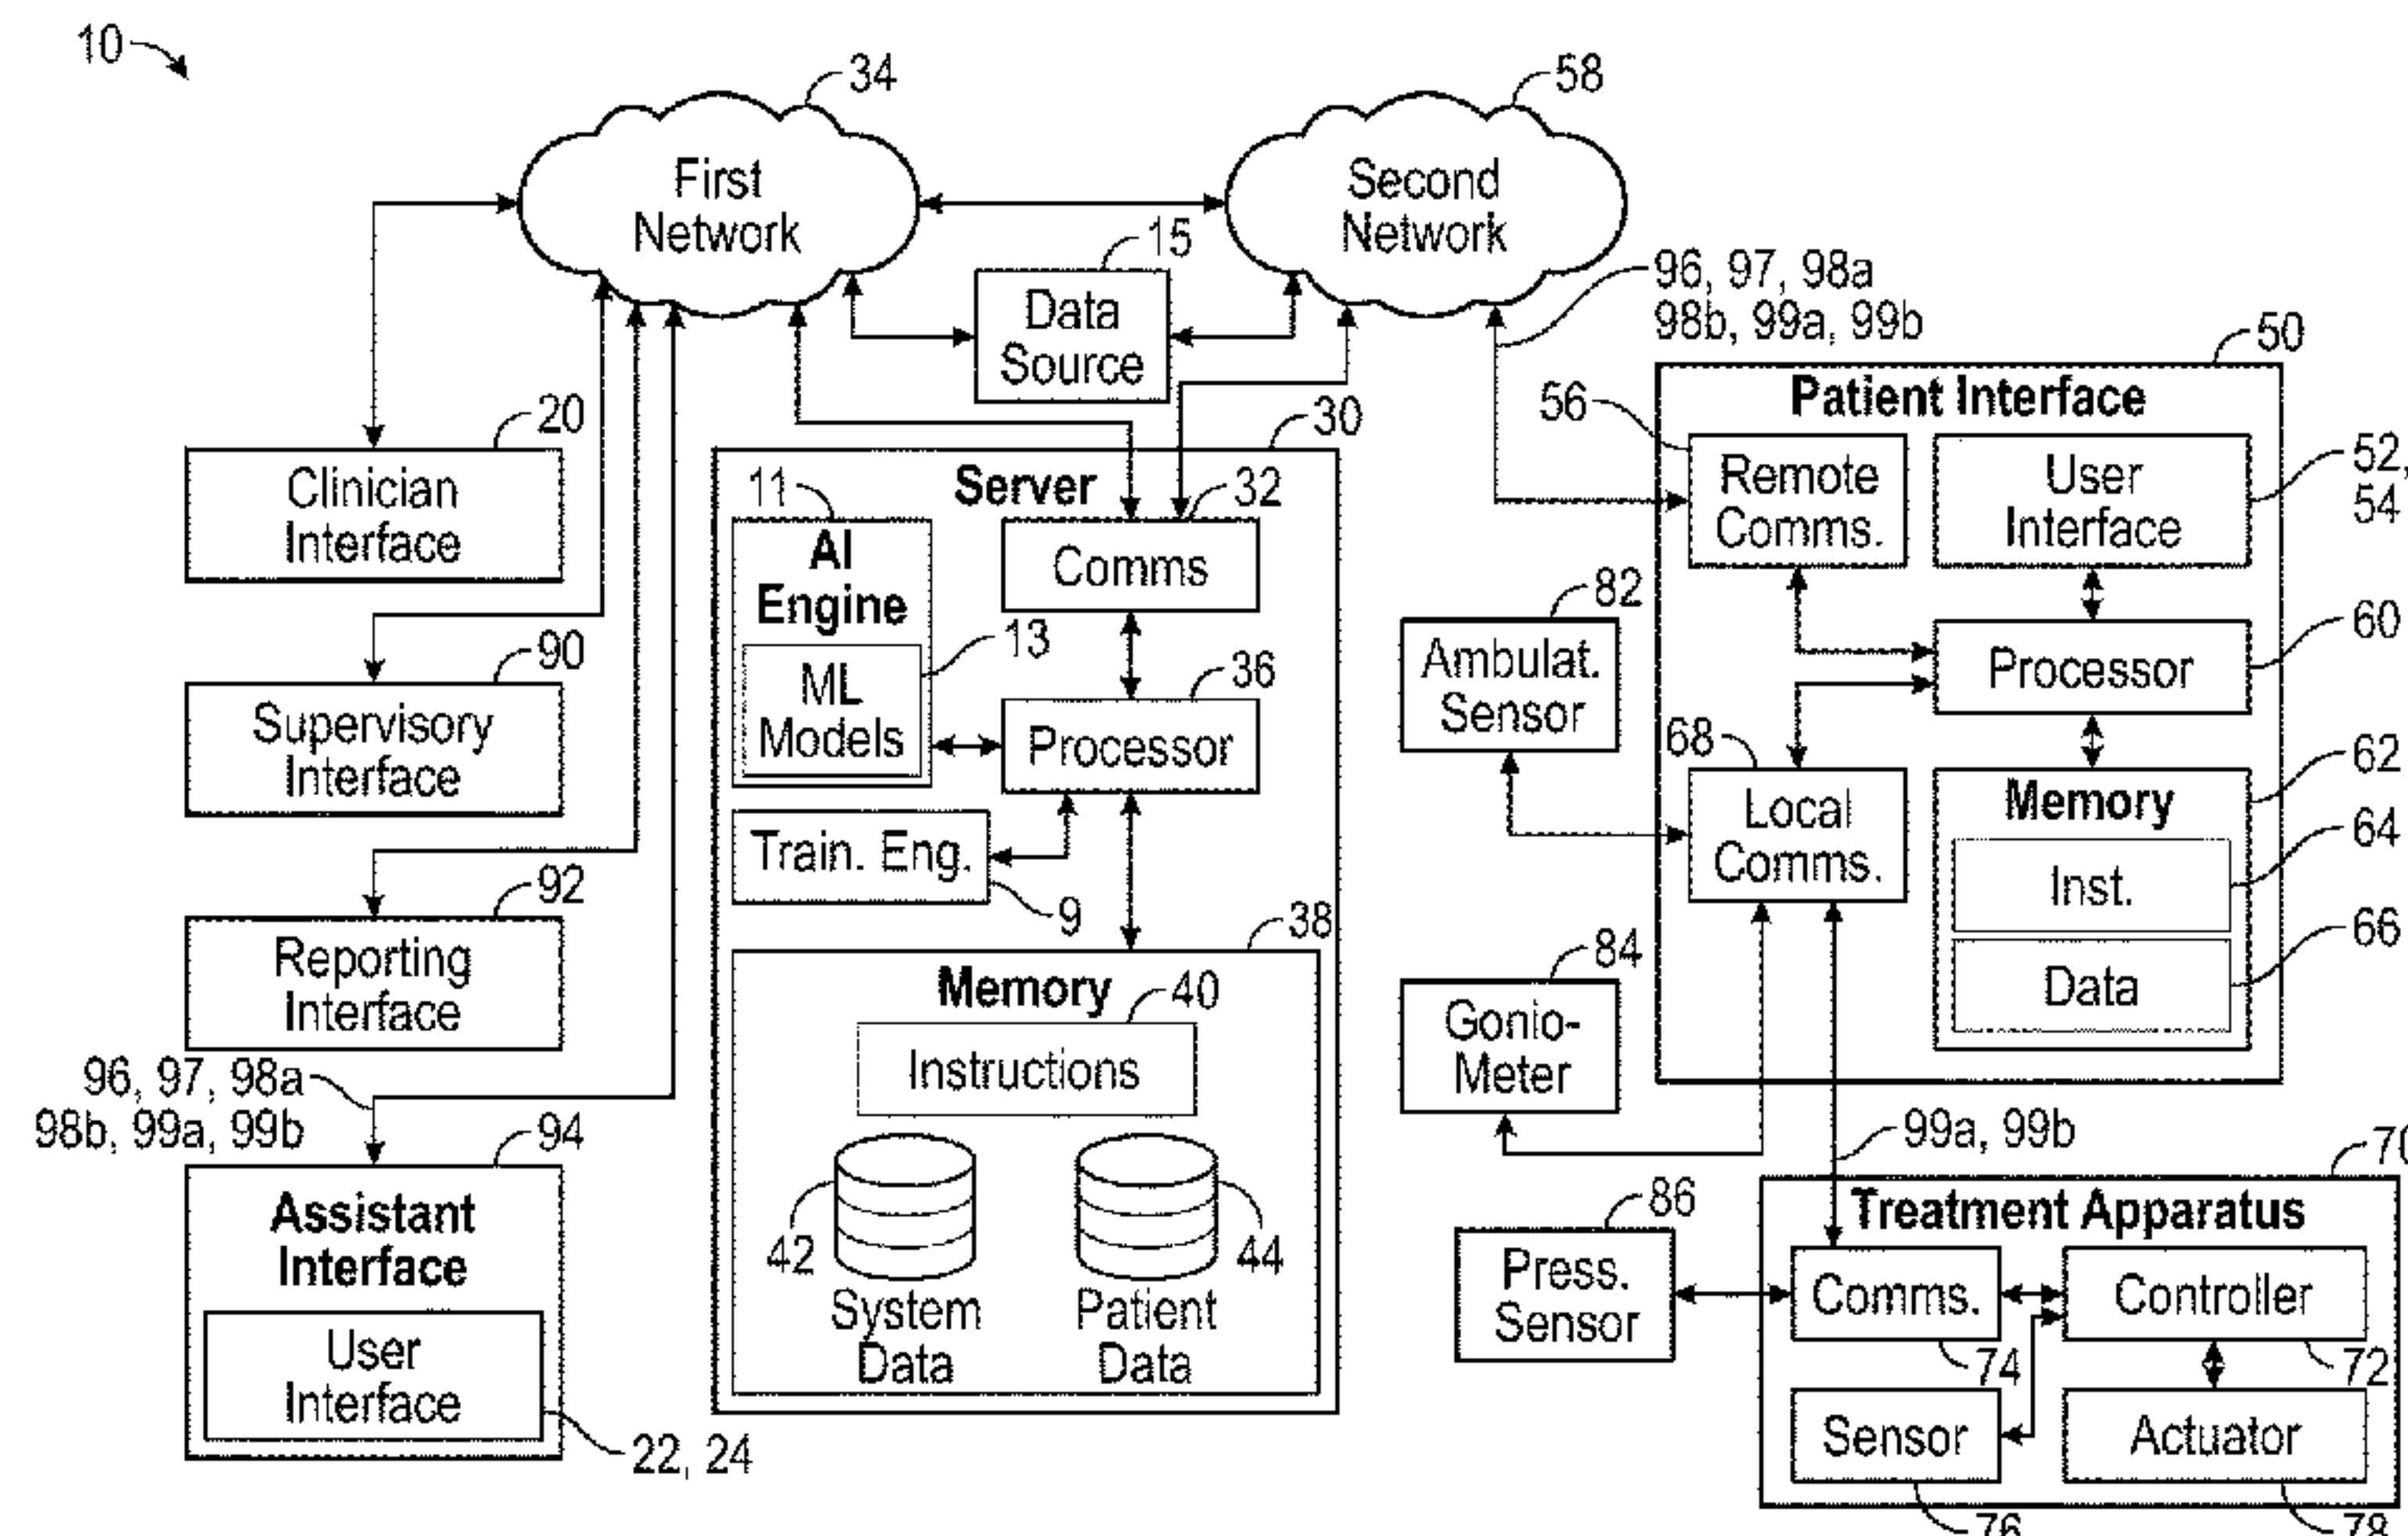 10
34
58
First
Network
Second
Network
15
Data
Source
96, 97, 98a
98b, 99a, 99b
50
Patient Interface
56
Remote
Comms.
User
Interface
52,
54
20
Clinician
Interface
30
Server
11
AI
Engine
32
Comms
13
ML
Models
36
Processor
82
Ambulat.
Sensor
60
Processor
90
Supervisory
Interface
68
Local
Comms.
62
Memory
64
Inst.
66
Data
Train. Eng.
9
92
Reporting
Interface
38
Memory
40
Instructions
84
Gonio-
Meter
96, 97, 98a
98b, 99a, 99b
94
Assistant
Interface
User
Interface
22, 24
42
System
Data
44
Patient
Data
99a, 99b
70
Treatment Apparatus
86
Press.
Sensor
Comms.
74
Controller
72
Sensor
76
Actuator
78